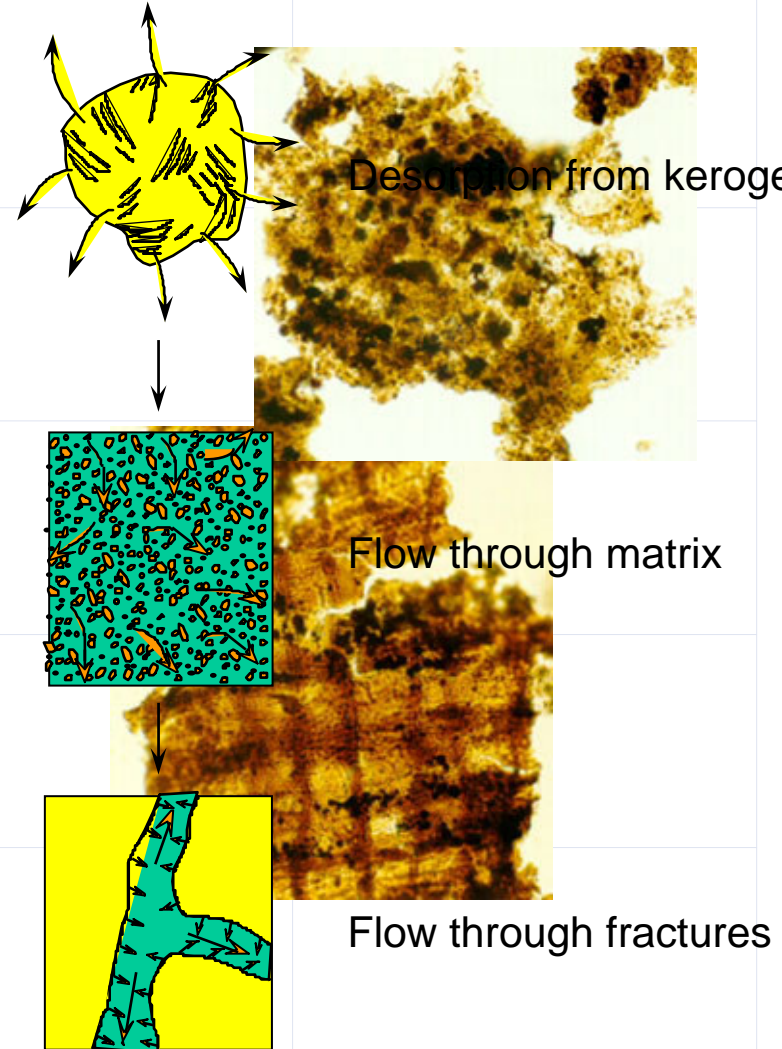 Desorption from keroge
Flow through matrix
Flow through fractures